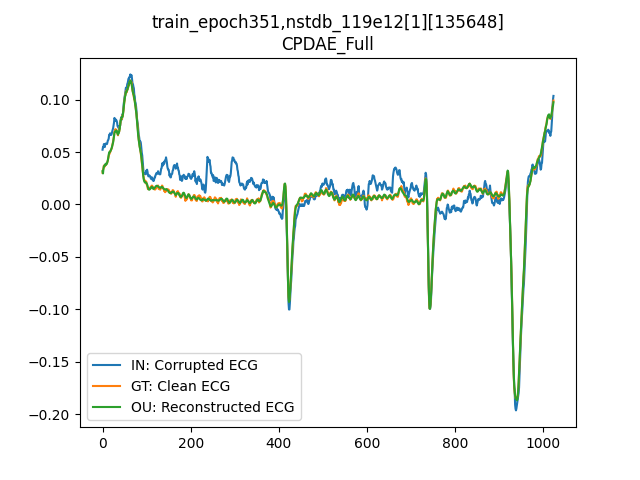 train_epoch351,nstdb_119e12[1][135648]
CPDAE_Full
0.10
0.05
0.00
−0.05
−0.10
−0.15
−0.20
IN: Corrupted ECG
GT: Clean ECG
OU: Reconstructed ECG
0 200 400 600 800 1000